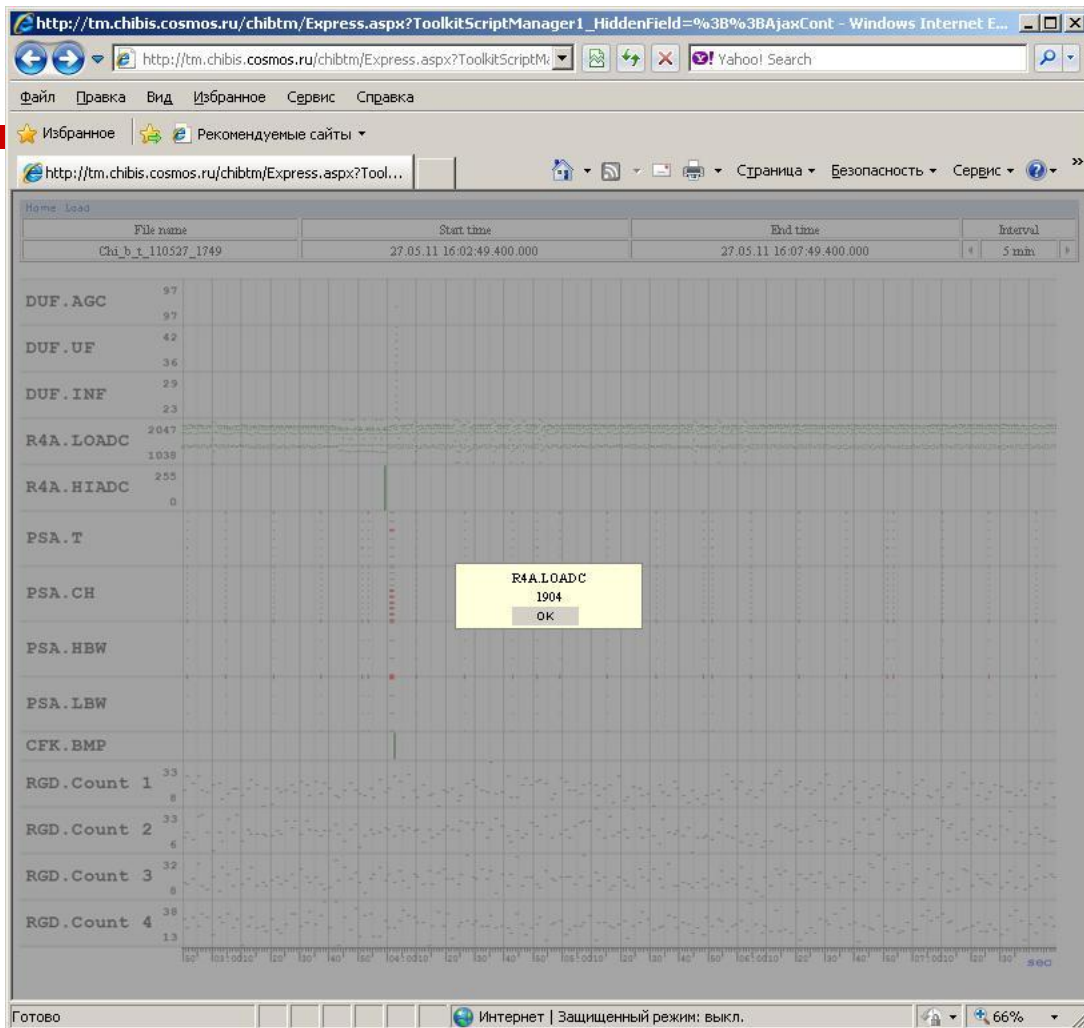 http://tm.chibis.cosmos.ru/chibtm/Express.aspx?ToolkitScriptManager1_HiddenField=%3B%3BAjaxCont - Windows Internet E...
http://tm.chibis.cosmos.ru/chibtm/Express.aspx?ToolkitScriptMa
Yahoo! Search
Файл Правка Вид Избранное Сервис Справка
Избранное Рекомендуемые сайты
http://tm.chibis.cosmos.ru/chibtm/Express.aspx?Tool...
Страница Безопасность Сервис »
Home Load
File name Start time End time Interval
Chi_b_t_110527_1749 27.05.11 16:02:49.400.000 27.05.11 16:07:49.400.000 5 min
DUF.AGC 97 97
DUF.UF 42 36
DUF.INF 29 23
R4A.LOADC 2047 1038
R4A.HIADC 255 0
PSA.T
PSA.CH
R4A.LOADC
1904
OK
PSA.HBW
PSA.LBW
CFK.BMP
RGD.Count 1 33 8
RGD.Count 2 33 6
RGD.Count 3 32 8
RGD.Count 4 38 13
sec
Готово Интернет | Защищенный режим: выкл. 66%